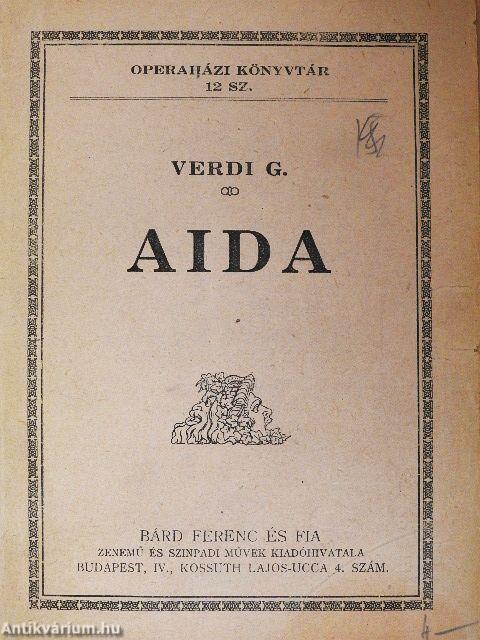 OPERAHÁZI KÖNYVTÁR
12 SZ.
VERDI G.
AIDA
BÁRD FERENC ÉS FIA
ZENEMŰ ÉS SZINPADI MŰVEK KIADÓHIVATALA
BUDAPEST, IV., KOSSUTH LAJOS-UCCA 4. SZÁM.
Antikvárium.hu